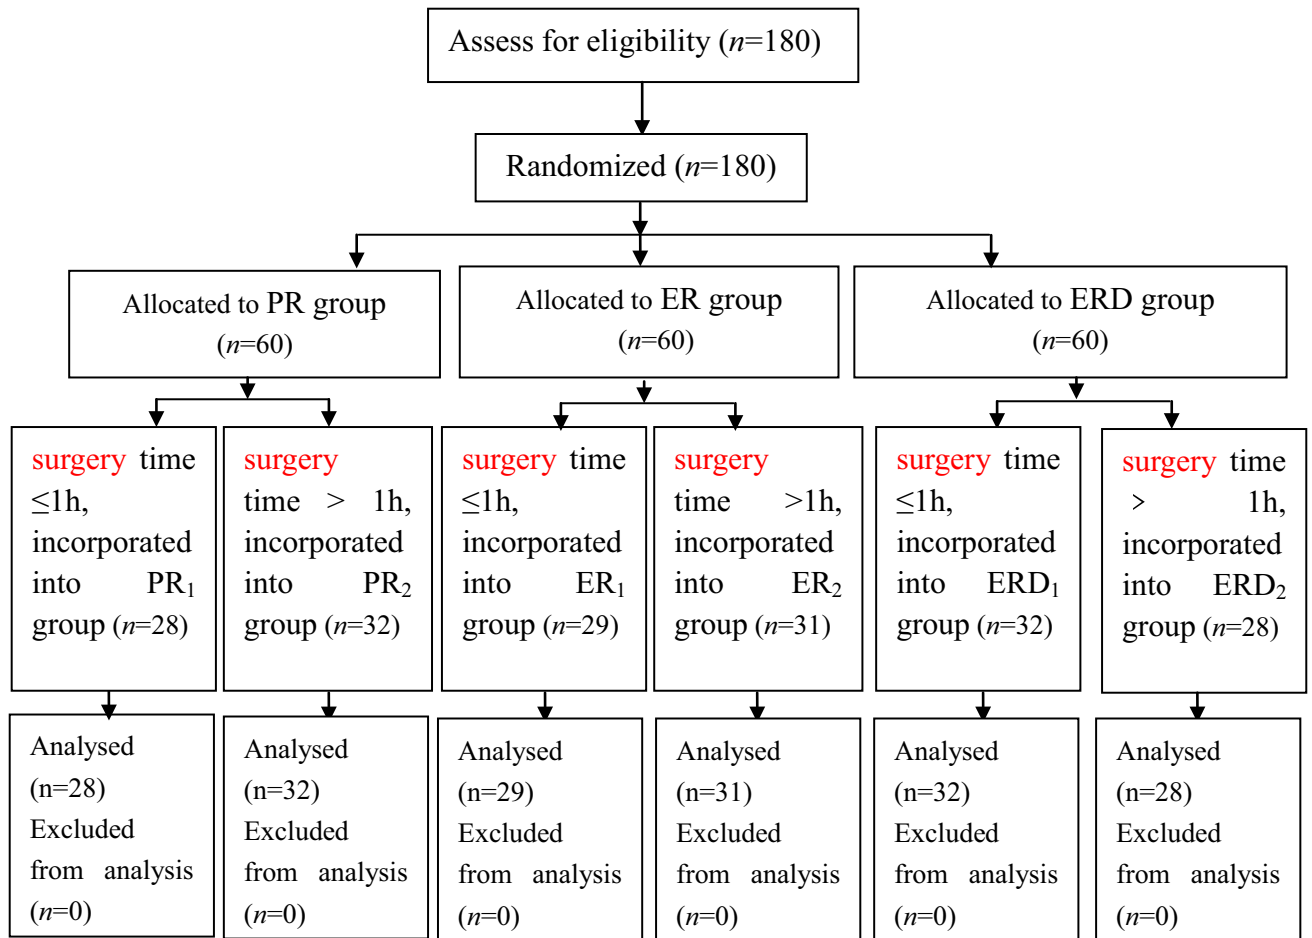 Assess for eligibility (n=180)
Randomized (n=180)
Allocated to PR group
(n=60)
Allocated to ER group
(n=60)
Allocated to ERD group
(n=60)
surgery time
≤1h,
incorporated
into PR₁
group (n=28)
surgery
time > 1h,
incorporated
into PR₂
group (n=32)
surgery time
≤1h,
incorporated
into ER₁
group (n=29)
surgery
time >1h,
incorporated
into ER₂
group (n=31)
surgery time
≤1h,
incorporated
into ERD₁
group (n=32)
surgery time
> 1h,
incorporated
into ERD₂
group (n=28)
Analysed
(n=28)
Excluded
from analysis
(n=0)
Analysed
(n=32)
Excluded
from analysis
(n=0)
Analysed
(n=29)
Excluded
from analysis
(n=0)
Analysed
(n=31)
Excluded
from analysis
(n=0)
Analysed
(n=32)
Excluded
from analysis
(n=0)
Analysed
(n=28)
Excluded
from analysis
(n=0)